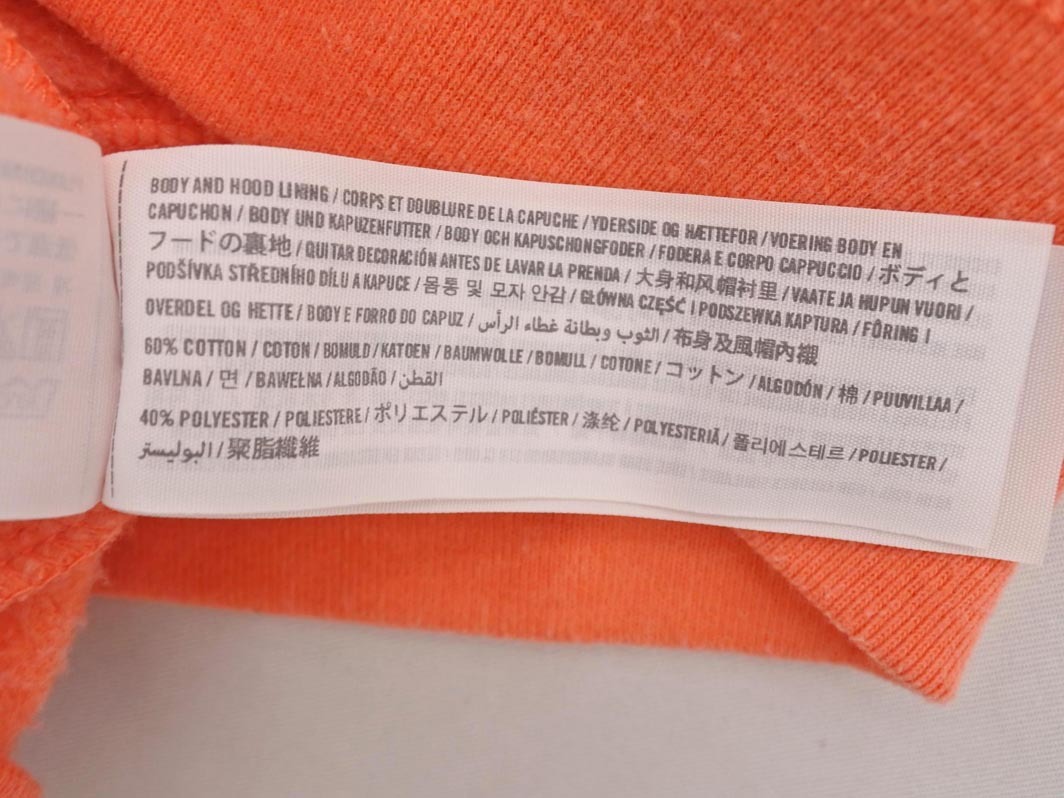 BODY AND HOOD LINING / CORPS ET DOUBLURE DE LA CAPUCHE / YDERSIDE OG HÆTTEFOR / VOERING BODY EN
CAPUCHON / BODY UND KAPUZENFUTTER / BODY OCH KAPUSCHONGFODER / FODERA E CORPO CAPPUCCIO / ボディと
フードの裏地 / QUITAR DECORACIÓN ANTES DE LAVAR LA PRENDA / 大身和风帽衬里 / VAATE JA HUPUN VUORI /
PODŠÍVKA STŘEDNÍHO DÍLU A KAPUCE / 몸통 및 모자 안감 / GŁÓWNA CZĘŚĆ I PODSZEWKA KAPTURA / FÔRING I
OVERDEL OG HETTE / BODY E FORRO DO CAPUZ / الثوب وبطانة غطاء الرأس / 布身及風帽內襯
60% COTTON / COTON / BOMULD / KATOEN / BAUMWOLLE / BOMULL / COTONE / コットン / ALGODÓN / 棉 / PUUVILLAA /
BAVLNA / 면 / BAWEŁNA / ALGODÃO / القطن
40% POLYESTER / POLIESTERE / ポリエステル / POLIÉSTER / 涤纶 / POLYESTERIÄ / 폴리에스테르 / POLIESTER /
البوليستر / 聚脂纖維